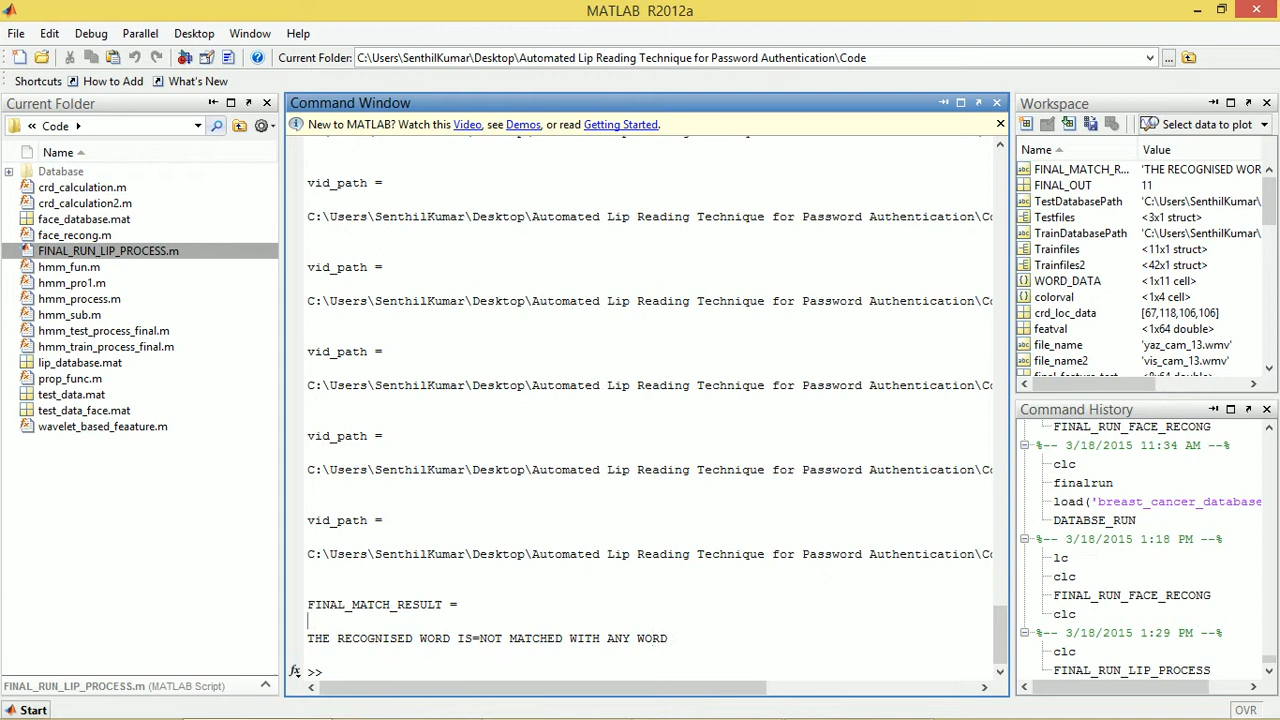 MATLAB R2012a
File Edit Debug Parallel Desktop Window Help
Current Folder: C:\Users\SenthilKumar\Desktop\Automated Lip Reading Technique for Password Authentication\Code
Shortcuts How to Add What's New
Current Folder
Code
Name
Database
crd_calculation.m
crd_calculation2.m
face_database.mat
face_recong.m
FINAL_RUN_LIP_PROCESS.m
hmm_fun.m
hmm_pro1.m
hmm_process.m
hmm_sub.m
hmm_test_process_final.m
hmm_train_process_final.m
lip_database.mat
prop_func.m
test_data.mat
test_data_face.mat
wavelet_based_feaature.m
FINAL_RUN_LIP_PROCESS.m (MATLAB Script)
Start
Command Window
New to MATLAB? Watch this Video, see Demos, or read Getting Started.
vid_path =
C:\Users\SenthilKumar\Desktop\Automated Lip Reading Technique for Password Authentication\Co
vid_path =
C:\Users\SenthilKumar\Desktop\Automated Lip Reading Technique for Password Authentication\Co
vid_path =
C:\Users\SenthilKumar\Desktop\Automated Lip Reading Technique for Password Authentication\Co
vid_path =
C:\Users\SenthilKumar\Desktop\Automated Lip Reading Technique for Password Authentication\Co
vid_path =
C:\Users\SenthilKumar\Desktop\Automated Lip Reading Technique for Password Authentication\Co
FINAL_MATCH_RESULT =
THE RECOGNISED WORD IS=NOT MATCHED WITH ANY WORD
fx >>
Workspace
Select data to plot
Name Value
FINAL_MATCH_R... 'THE RECOGNISED WOR
FINAL_OUT 11
TestDatabasePath 'C:\Users\SenthilKumar\
Testfiles <3x1 struct>
TrainDatabasePath 'C:\Users\SenthilKumar\
Trainfiles <11x1 struct>
Trainfiles2 <42x1 struct>
WORD_DATA <1x11 cell>
colorval <1x4 cell>
crd_loc_data [67,118,106,106]
featval <1x64 double>
file_name 'yaz_cam_13.wmv'
file_name2 'vis_cam_13.wmv'
Command History
FINAL_RUN_FACE_RECONG
%-- 3/18/2015 11:34 AM --%
clc
finalrun
load('breast_cancer_database
DATABSE_RUN
%-- 3/18/2015 1:18 PM --%
lc
clc
FINAL_RUN_FACE_RECONG
clc
%-- 3/18/2015 1:29 PM --%
clc
FINAL_RUN_LIP_PROCESS
OVR